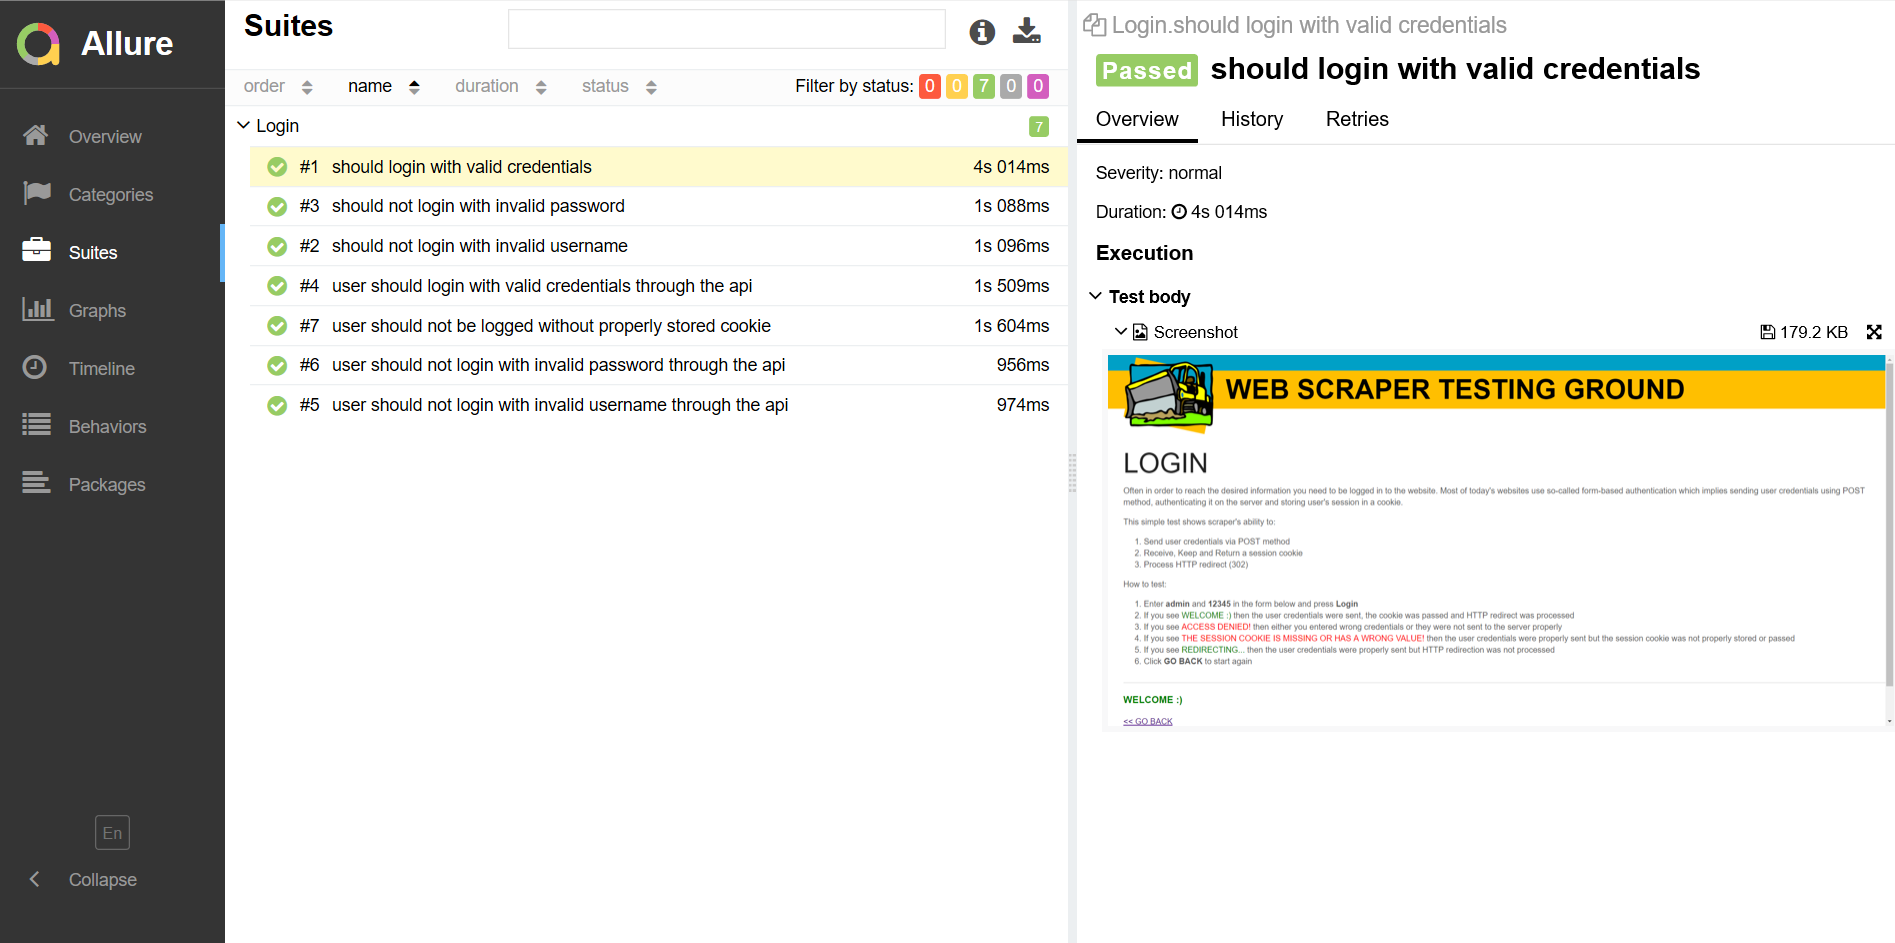 Allure
Overview
Categories
Suites
Graphs
Timeline
Behaviors
Packages
En
Collapse
Suites
order name duration status Filter by status: 0 0 7 0 0
Login 7
#1 should login with valid credentials 4s 014ms
#3 should not login with invalid password 1s 088ms
#2 should not login with invalid username 1s 096ms
#4 user should login with valid credentials through the api 1s 509ms
#7 user should not be logged without properly stored cookie 1s 604ms
#6 user should not login with invalid password through the api 956ms
#5 user should not login with invalid username through the api 974ms
Login.should login with valid credentials
Passed should login with valid credentials
Overview History Retries
Severity: normal
Duration: 4s 014ms
Execution
Test body
Screenshot 179.2 KB
WEB SCRAPER TESTING GROUND
LOGIN
Often in order to reach the desired information you need to be logged in to the website. Most of today's websites use so-called form-based authentication which implies sending user credentials using POST
method, authenticating it on the server and storing user's session in a cookie.
This simple test shows scraper's ability to:
1. Send user credentials via POST method
2. Receive, Keep and Return a session cookie
3. Process HTTP redirect (302)
How to test:
1. Enter admin and 12345 in the form below and press Login
2. If you see WELCOME :) then the user credentials were sent, the cookie was passed and HTTP redirect was processed
3. If you see ACCESS DENIED! then either you entered wrong credentials or they were not sent to the server properly
4. If you see THE SESSION COOKIE IS MISSING OR HAS A WRONG VALUE! then the user credentials were properly sent but the session cookie was not properly stored or passed
5. If you see REDIRECTING... then the user credentials were properly sent but HTTP redirection was not processed
6. Click GO BACK to start again
WELCOME :)
<< GO BACK